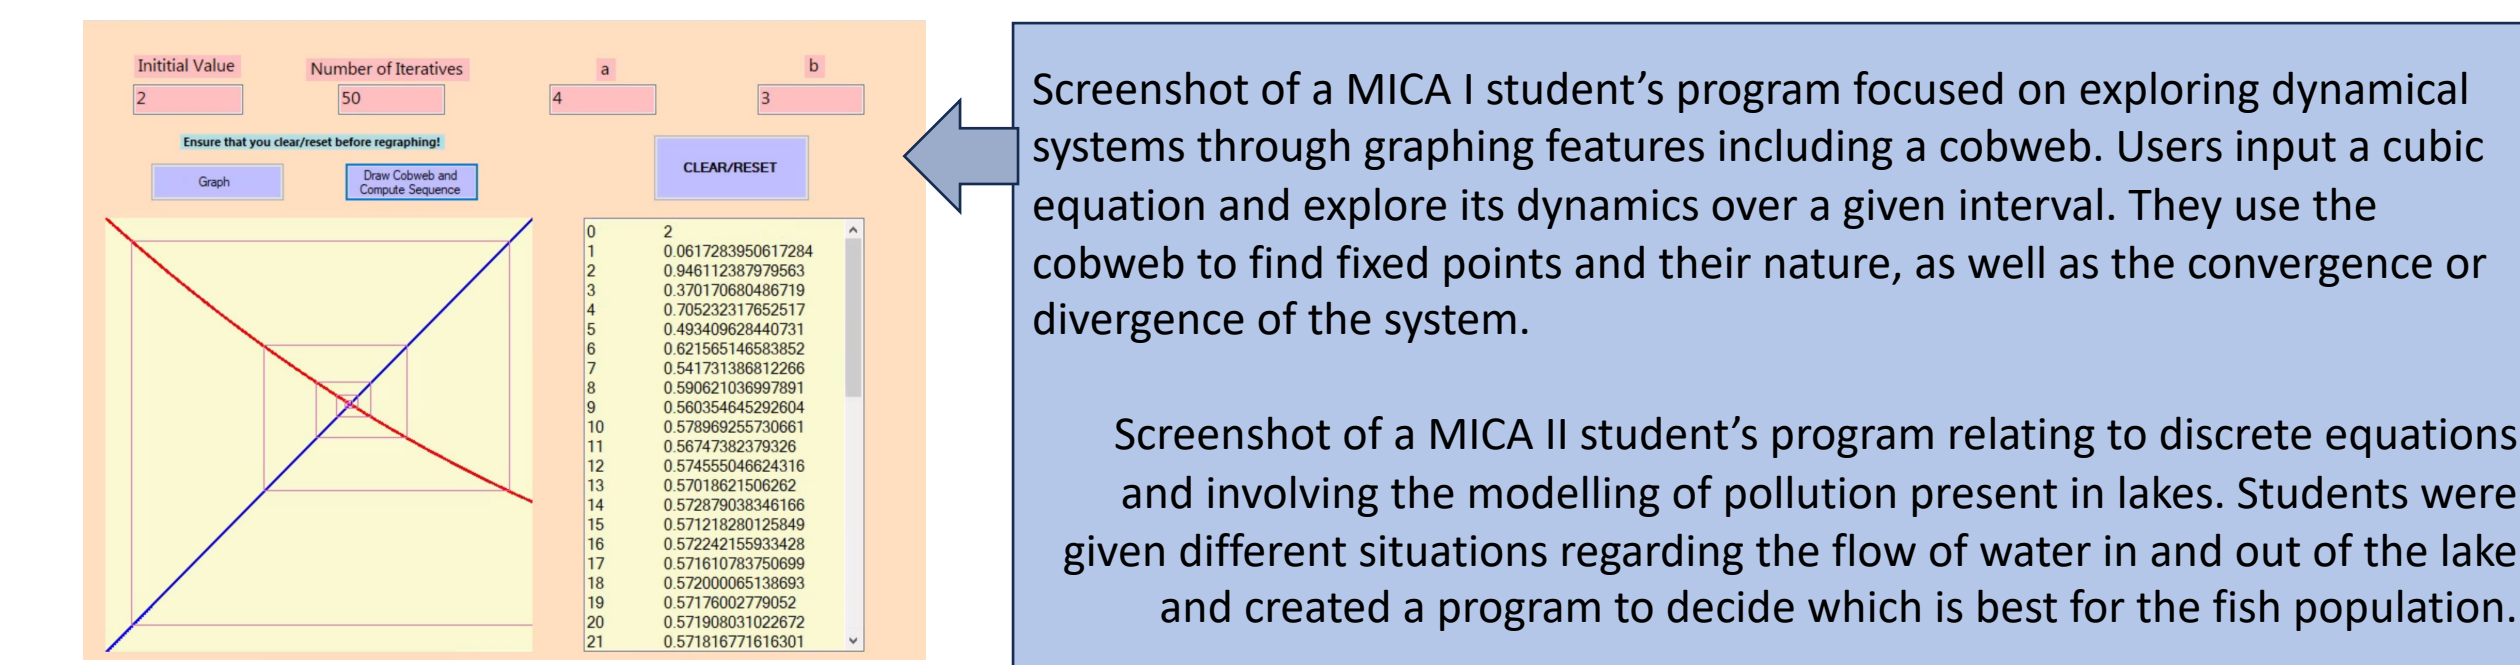 Initital Value
Number of Iteratives
a
b
2
50
4
3
Ensure that you clear/reset before regraphing!
Graph
Draw Cobweb and
Compute Sequence
CLEAR/RESET
0 2
1 0.0617283950617284
2 0.946112387979563
3 0.370170680486719
4 0.705232317652517
5 0.493409628440731
6 0.621565146583852
7 0.541731386812266
8 0.590621036997891
9 0.560354645292604
10 0.578969255730661
11 0.56747382379326
12 0.574555046624316
13 0.57018621506262
14 0.572879038346166
15 0.571218280125849
16 0.572242155933428
17 0.571610783750699
18 0.572000065138693
19 0.57176002779052
20 0.571908031022672
21 0.571816771616301
Screenshot of a MICA I student’s program focused on exploring dynamical
systems through graphing features including a cobweb. Users input a cubic
equation and explore its dynamics over a given interval. They use the
cobweb to find fixed points and their nature, as well as the convergence or
divergence of the system.
Screenshot of a MICA II student’s program relating to discrete equations
and involving the modelling of pollution present in lakes. Students were
given different situations regarding the flow of water in and out of the lake
and created a program to decide which is best for the fish population.